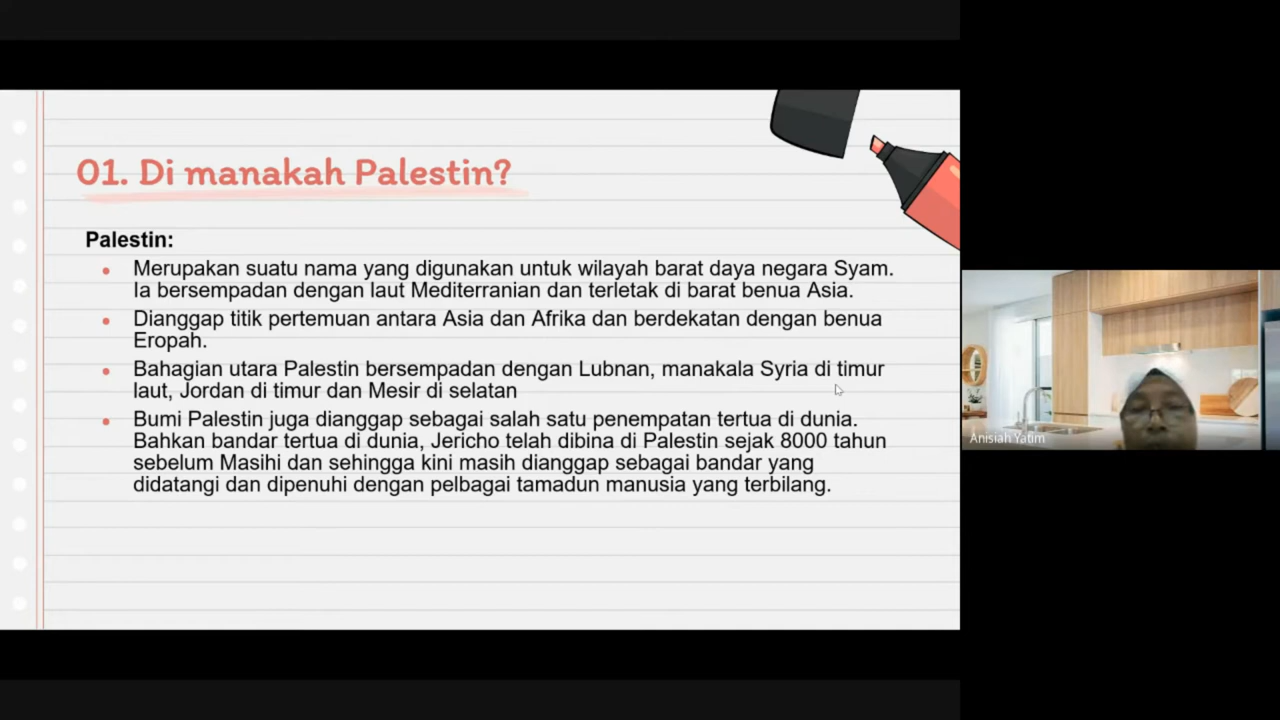 01. Di manakah Palestin?
Palestin:
Merupakan suatu nama yang digunakan untuk wilayah barat daya negara Syam.
Ia bersempadan dengan laut Mediterranian dan terletak di barat benua Asia.
Dianggap titik pertemuan antara Asia dan Afrika dan berdekatan dengan benua
Eropah.
Bahagian utara Palestin bersempadan dengan Lubnan, manakala Syria di timur
laut, Jordan di timur dan Mesir di selatan
Bumi Palestin juga dianggap sebagai salah satu penempatan tertua di dunia.
Bahkan bandar tertua di dunia, Jericho telah dibina di Palestin sejak 8000 tahun
sebelum Masihi dan sehingga kini masih dianggap sebagai bandar yang
didatangi dan dipenuhi dengan pelbagai tamadun manusia yang terbilang.
Anisiah Yatim